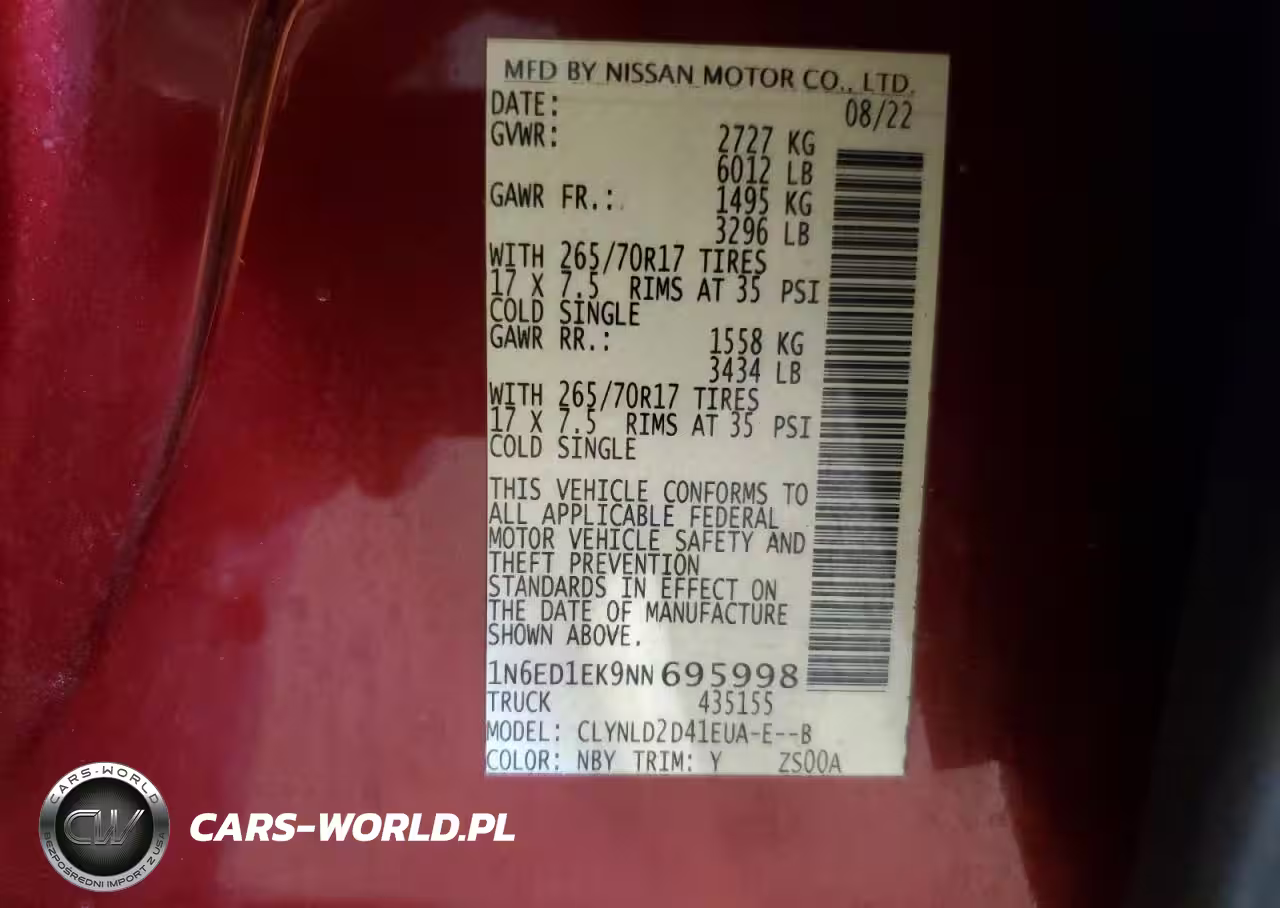 MFD BY NISSAN MOTOR CO., LTD.
DATE: 08/22
GVWR: 2727 KG
6012 LB
GAWR FR.: 1495 KG
3296 LB
WITH 265/70R17 TIRES
17 X 7.5 RIMS AT 35 PSI
COLD SINGLE
GAWR RR.: 1558 KG
3434 LB
WITH 265/70R17 TIRES
17 X 7.5 RIMS AT 35 PSI
COLD SINGLE
THIS VEHICLE CONFORMS TO
ALL APPLICABLE FEDERAL
MOTOR VEHICLE SAFETY AND
THEFT PREVENTION
STANDARDS IN EFFECT ON
THE DATE OF MANUFACTURE
SHOWN ABOVE.
1N6ED1EK9NN695998
TRUCK 435155
MODEL: CLYNLD2D41EUA-E--B
COLOR: NBY TRIM: Y ZS00A
CARS-WORLD
CW
BEZPOŚREDNI IMPORT Z USA
CARS-WORLD.PL